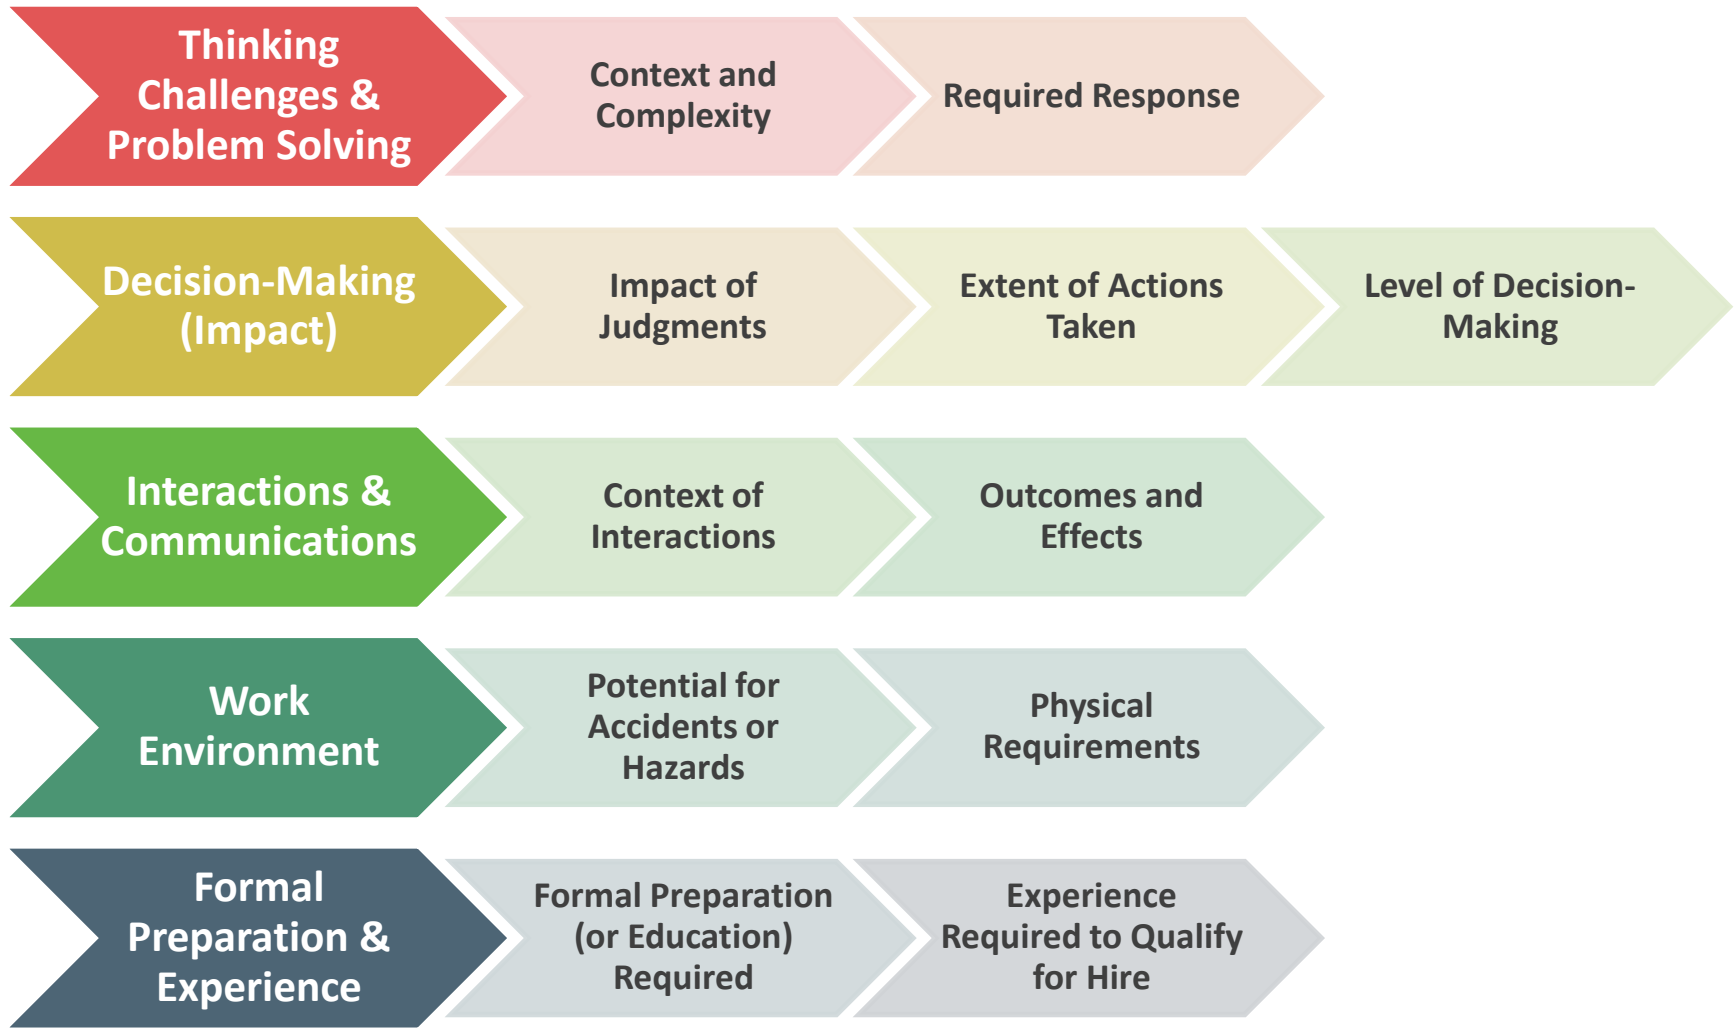 Thinking
Challenges &
Problem Solving
Context and
Complexity
Required Response
Decision-Making
(Impact)
Impact of
Judgments
Extent of Actions
Taken
Level of Decision-
Making
Interactions &
Communications
Context of
Interactions
Outcomes and
Effects
Work
Environment
Potential for
Accidents or
Hazards
Physical
Requirements
Formal
Preparation &
Experience
Formal Preparation
(or Education)
Required
Experience
Required to Qualify
for Hire